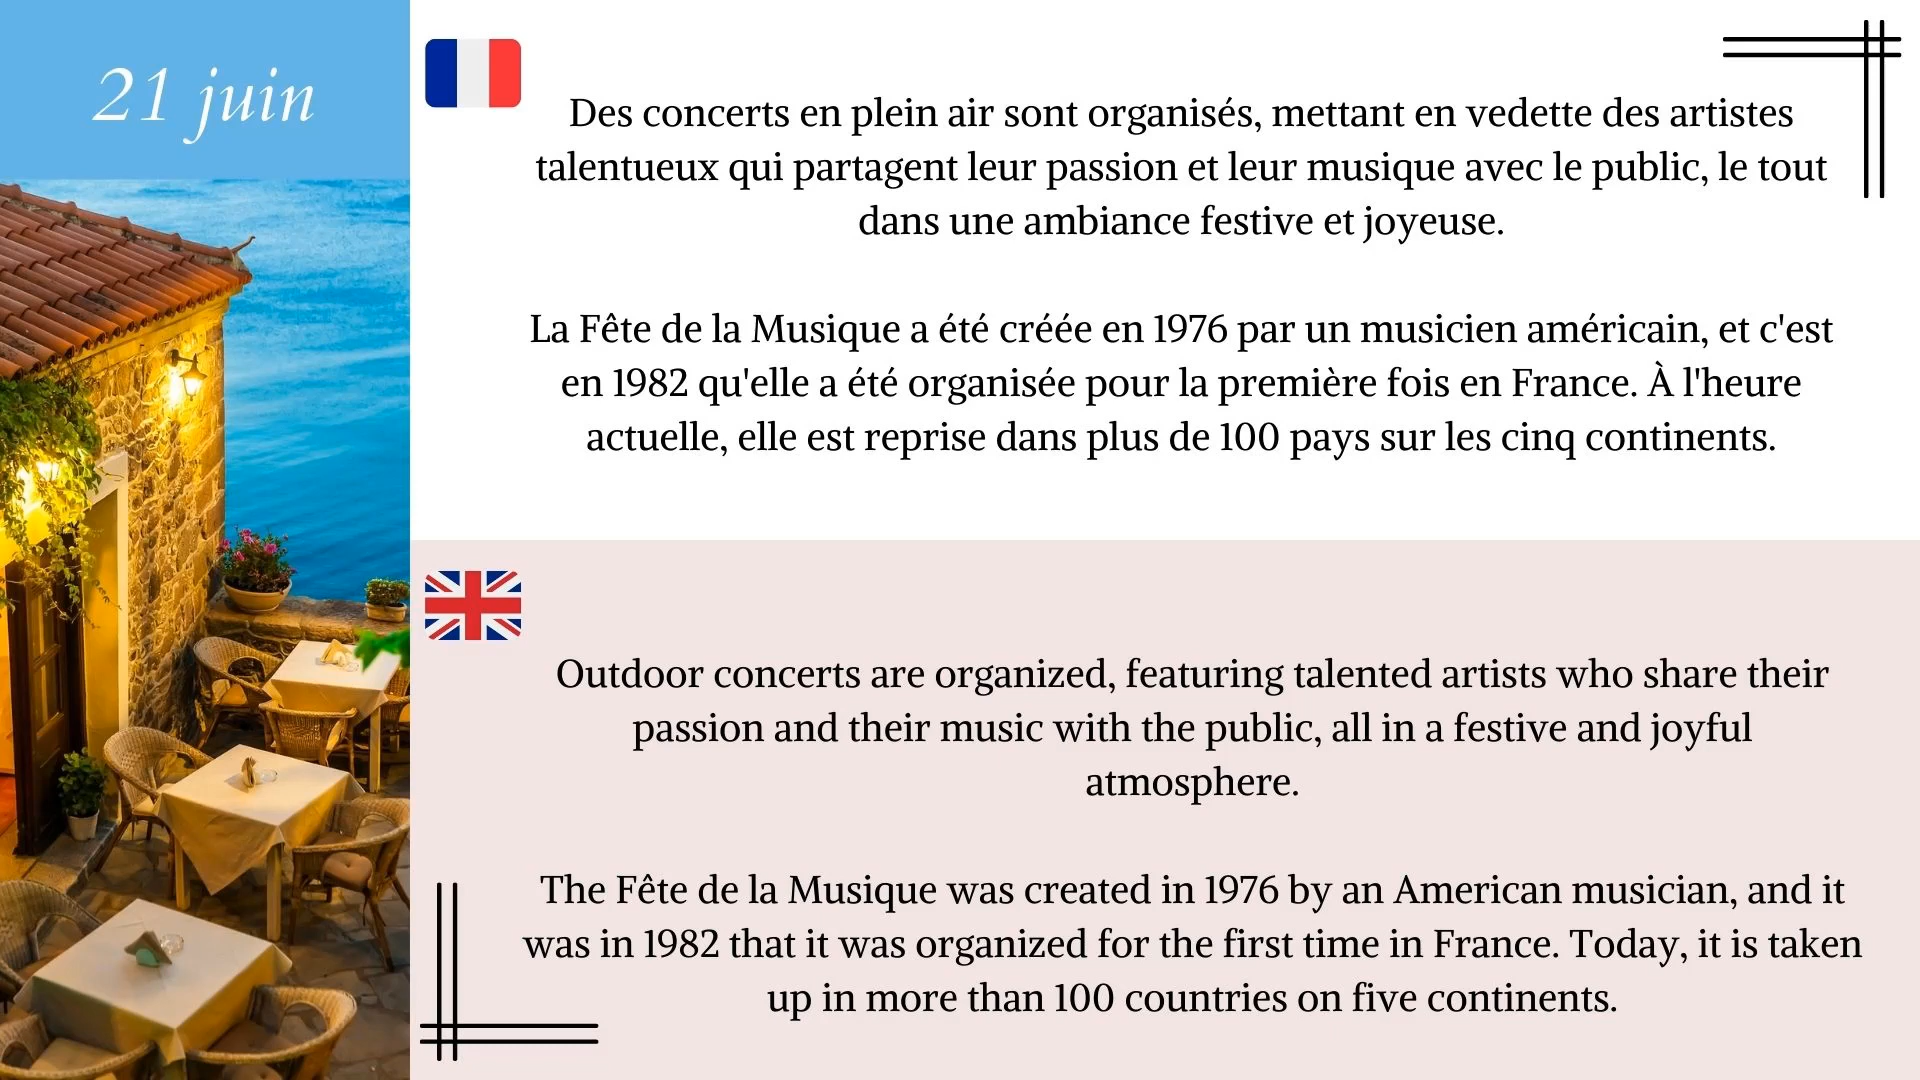 21 juin
Des concerts en plein air sont organisés, mettant en vedette des artistes
talentueux qui partagent leur passion et leur musique avec le public, le tout
dans une ambiance festive et joyeuse.
La Fête de la Musique a été créée en 1976 par un musicien américain, et c'est
en 1982 qu'elle a été organisée pour la première fois en France. À l'heure
actuelle, elle est reprise dans plus de 100 pays sur les cinq continents.
Outdoor concerts are organized, featuring talented artists who share their
passion and their music with the public, all in a festive and joyful
atmosphere.
The Fête de la Musique was created in 1976 by an American musician, and it
was in 1982 that it was organized for the first time in France. Today, it is taken
up in more than 100 countries on five continents.